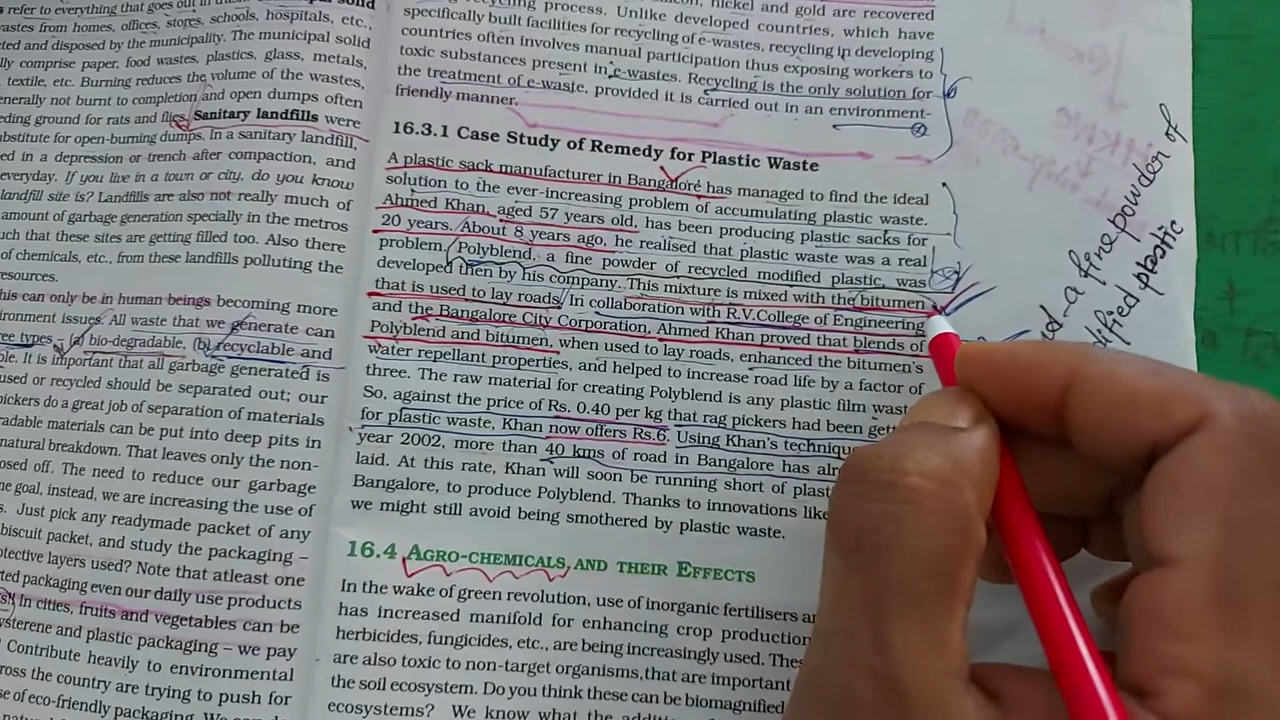 refer to everything that goes out in solid
wastes from homes, offices, stores, schools, hospitals, etc.,
and disposed by the municipality. The municipal solid
comprise paper, food wastes, plastics, glass, metals,
textile, etc. Burning reduces the volume of the wastes,
generally not burnt to completion and open dumps often
ground for rats and flies. Sanitary landfills were
for open-burning dumps. In a sanitary landfill,
in a depression or trench after compaction, and
everyday. If you live in a town or city, do you know
landfill site is? Landfills are also not really much of
amount of garbage generation specially in the metros
such that these sites are getting filled too. Also there
of chemicals, etc., from these landfills polluting the
resources.
this can only be in human beings becoming more
issues. All waste that we generate can
types – (a) bio-degradable, (b) recyclable and
It is important that all garbage generated is
used or recycled should be separated out; our
do a great job of separation of materials
materials can be put into deep pits in
natural breakdown. That leaves only the non-
off. The need to reduce our garbage
goal, instead, we are increasing the use of
Just pick any readymade packet of any
biscuit packet, and study the packaging –
layers used? Note that atleast one
packaging even our daily use products
In cities, fruits and vegetables can be
and plastic packaging – we pay
Contribute heavily to environmental
the country are trying to push for
of eco-friendly packaging.
nickel and gold are recovered
process. Unlike developed countries, which have
specifically built facilities for recycling of e-wastes, recycling in developing
countries often involves manual participation thus exposing workers to
toxic substances present in e-wastes. Recycling is the only solution for
the treatment of e-waste, provided it is carried out in an environment-
friendly manner.
16.3.1 Case Study of Remedy for Plastic Waste
A plastic sack manufacturer in Bangalore has managed to find the ideal
solution to the ever-increasing problem of accumulating plastic waste.
Ahmed Khan, aged 57 years old, has been producing plastic sacks for
20 years. About 8 years ago, he realised that plastic waste was a real
problem. Polyblend, a fine powder of recycled modified plastic, was
developed then by his company. This mixture is mixed with the bitumen
that is used to lay roads. In collaboration with R.V.College of Engineering
and the Bangalore City Corporation, Ahmed Khan proved that blends of
Polyblend and bitumen, when used to lay roads, enhanced the bitumen's
water repellant properties, and helped to increase road life by a factor of
three. The raw material for creating Polyblend is any plastic film
So, against the price of Rs. 0.40 per kg that rag pickers had been
for plastic waste, Khan now offers Rs.6. Using Khan's technique
year 2002, more than 40 kms of road in Bangalore has
laid. At this rate, Khan will soon be running short of
Bangalore, to produce Polyblend. Thanks to innovations like
we might still avoid being smothered by plastic waste.
16.4 AGRO-CHEMICALS AND THEIR EFFECTS
In the wake of green revolution, use of inorganic fertilisers
has increased manifold for enhancing crop production
herbicides, fungicides, etc., are being increasingly used.
are also toxic to non-target organisms, that are important
the soil ecosystem. Do you think these can be biomagnified
ecosystems? We know what the
a fine powder of
plastic